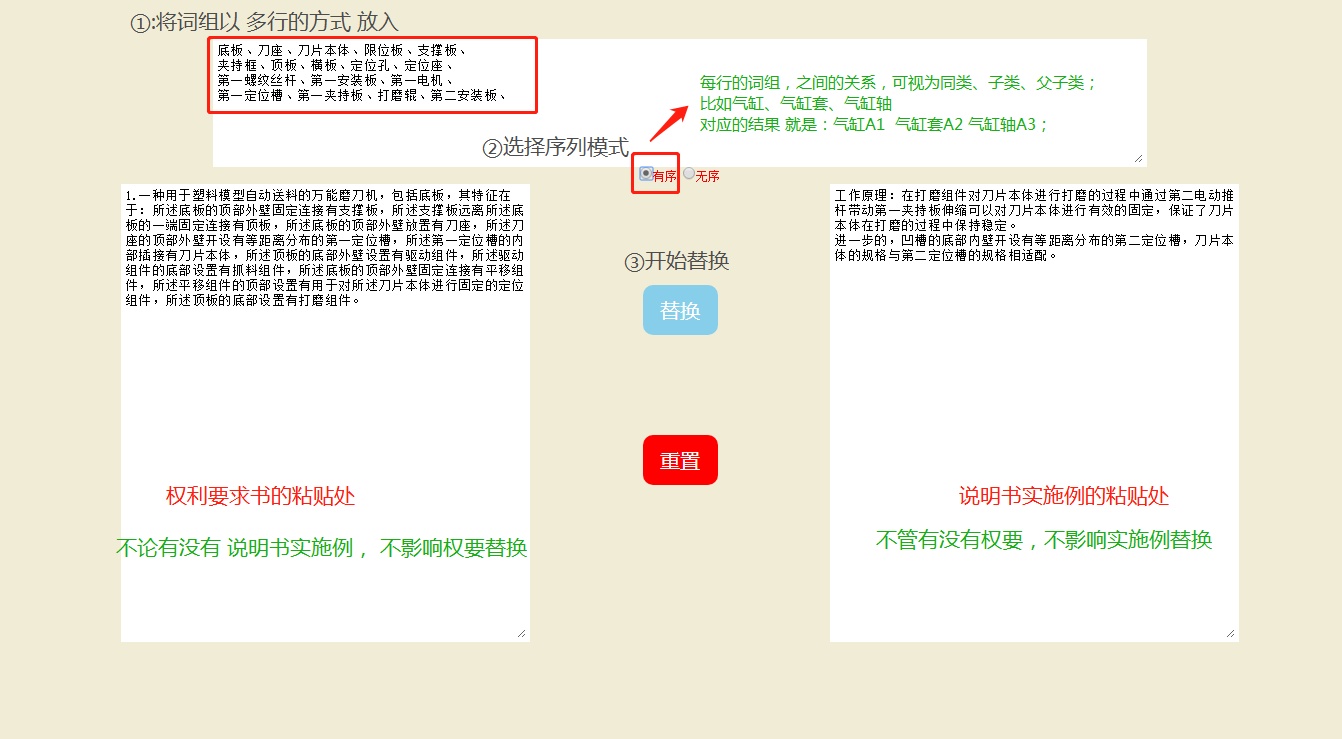 ①:将词组以 多行的方式 放入
底板、刀座、刀片本体、限位板、支撑板、
夹持框、顶板、横板、定位孔、定位座、
第一螺纹丝杆、第一安装板、第一电机、
第一定位槽、第一夹持板、打磨辊、第二安装板、
每行的词组，之间的关系，可视为同类、子类、父子类；
比如气缸、气缸套、气缸轴
对应的结果 就是：气缸A1  气缸套A2 气缸轴A3；
②选择序列模式
有序 无序
1.一种用于塑料模型自动送料的万能磨刀机，包括底板，其特征在
于：所述底板的顶部外壁固定连接有支撑板，所述支撑板远离所述底
板的一端固定连接有顶板，所述底板的顶部外壁放置有刀座，所述刀
座的顶部外壁开设有等距离分布的第一定位槽，所述第一定位槽的内
部插接有刀片本体，所述顶板的底部外壁设置有驱动组件，所述驱动
组件的底部设置有抓料组件，所述底板的顶部外壁固定连接有平移组
件，所述平移组件的顶部设置有用于对所述刀片本体进行固定的定位
组件，所述顶板的底部设置有打磨组件。
权利要求书的粘贴处
不论有没有 说明书实施例， 不影响权要替换
③开始替换
替换
重置
工作原理：在打磨组件对刀片本体进行打磨的过程中通过第二电动推
杆带动第一夹持板伸缩可以对刀片本体进行有效的固定，保证了刀片
本体在打磨的过程中保持稳定。
进一步的，凹槽的底部内壁开设有等距离分布的第二定位槽，刀片本
体的规格与第二定位槽的规格相适配。
说明书实施例的粘贴处
不管有没有权要，不影响实施例替换